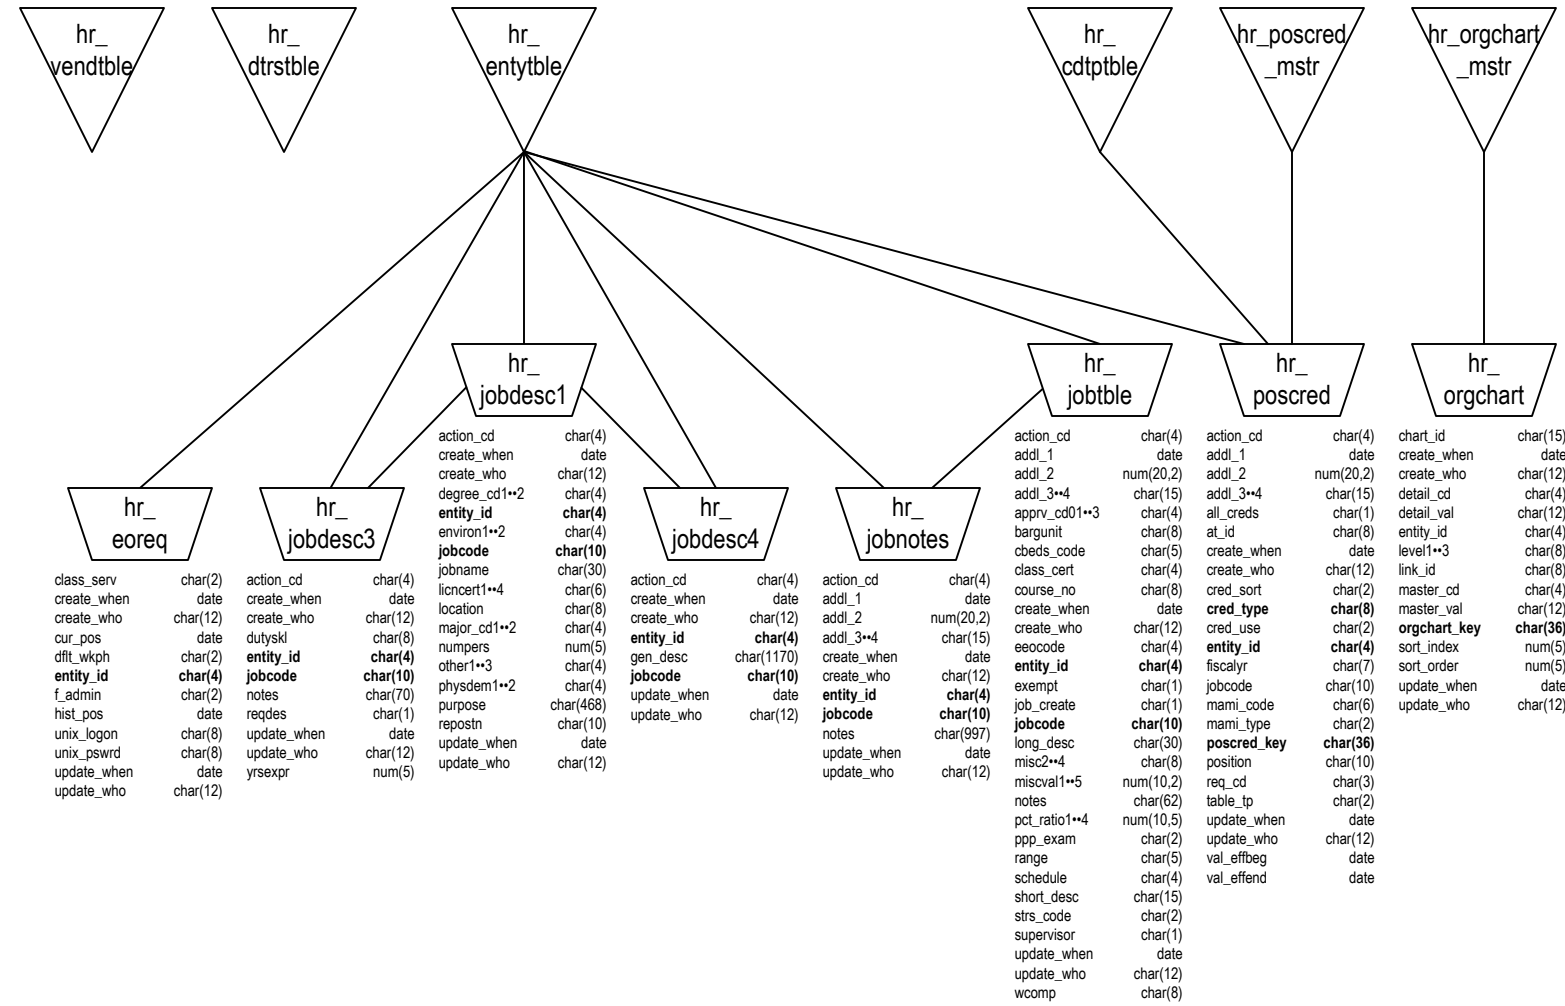 hr_
vendtble
hr_
dtrstble
hr_
entytble
hr_
cdtptble
hr_poscred
_mstr
hr_orgchart
_mstr
hr_
jobdesc1
action_cd char(4)
create_when date
create_who char(12)
degree_cd1••2 char(4)
entity_id char(4)
environ1••2 char(4)
jobcode char(10)
jobname char(30)
licncert1••4 char(6)
location char(8)
major_cd1••2 char(4)
numpers num(5)
other1••3 char(4)
physdem1••2 char(4)
purpose char(468)
repostn char(10)
update_when date
update_who char(12)
hr_
jobtble
action_cd char(4)
addl_1 date
addl_2 num(20,2)
addl_3••4 char(15)
apprv_cd01••3 char(4)
bargunit char(8)
cbeds_code char(5)
class_cert char(4)
course_no char(8)
create_when date
create_who char(12)
eeocode char(4)
entity_id char(4)
exempt char(1)
job_create char(1)
jobcode char(10)
long_desc char(30)
misc2••4 char(8)
miscval1••5 num(10,2)
notes char(62)
pct_ratio1••4 num(10,5)
ppp_exam char(2)
range char(5)
schedule char(4)
short_desc char(15)
strs_code char(2)
supervisor char(1)
update_when date
update_who char(12)
wcomp char(8)
hr_
poscred
action_cd char(4)
addl_1 date
addl_2 num(20,2)
addl_3••4 char(15)
all_creds char(1)
at_id char(8)
create_when date
create_who char(12)
cred_sort char(2)
cred_type char(8)
cred_use char(2)
entity_id char(4)
fiscalyr char(7)
jobcode char(10)
mami_code char(6)
mami_type char(2)
poscred_key char(36)
position char(10)
req_cd char(3)
table_tp char(2)
update_when date
update_who char(12)
val_effbeg date
val_effend date
hr_
orgchart
chart_id char(15)
create_when date
create_who char(12)
detail_cd char(4)
detail_val char(12)
entity_id char(4)
level1••3 char(8)
link_id char(8)
master_cd char(4)
master_val char(12)
orgchart_key char(36)
sort_index num(5)
sort_order num(5)
update_when date
update_who char(12)
hr_
eoreq
class_serv char(2)
create_when date
create_who char(12)
cur_pos date
dflt_wkph char(2)
entity_id char(4)
f_admin char(2)
hist_pos date
unix_logon char(8)
unix_pswrd char(8)
update_when date
update_who char(12)
hr_
jobdesc3
action_cd char(4)
create_when date
create_who char(12)
dutyskl char(8)
entity_id char(4)
jobcode char(10)
notes char(70)
reqdes char(1)
update_when date
update_who char(12)
yrsexpr num(5)
hr_
jobdesc4
action_cd char(4)
create_when date
create_who char(12)
entity_id char(4)
gen_desc char(1170)
jobcode char(10)
update_when date
update_who char(12)
hr_
jobnotes
action_cd char(4)
addl_1 date
addl_2 num(20,2)
addl_3••4 char(15)
create_when date
create_who char(12)
entity_id char(4)
jobcode char(10)
notes char(997)
update_when date
update_who char(12)